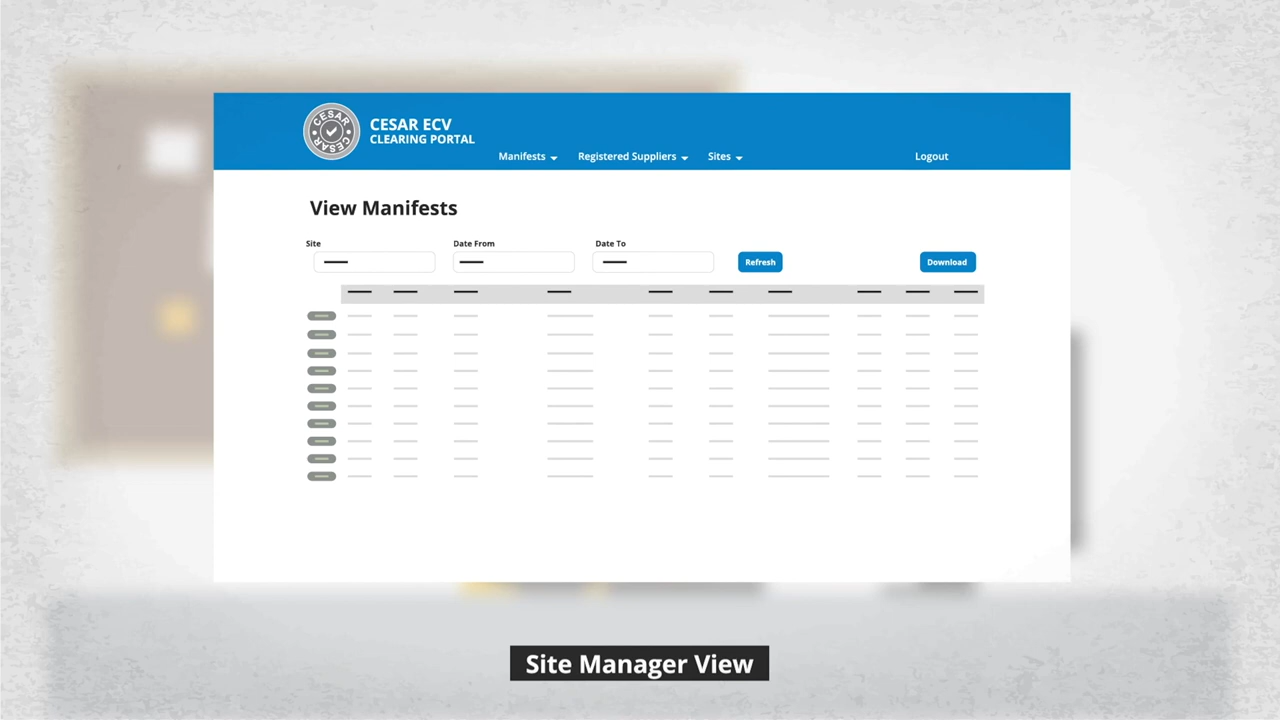 CESAR
CESAR
CESAR ECV
CLEARING PORTAL
Manifests
Registered Suppliers
Sites
Logout
View Manifests
Site
Date From
Date To
Refresh
Download
Site Manager View